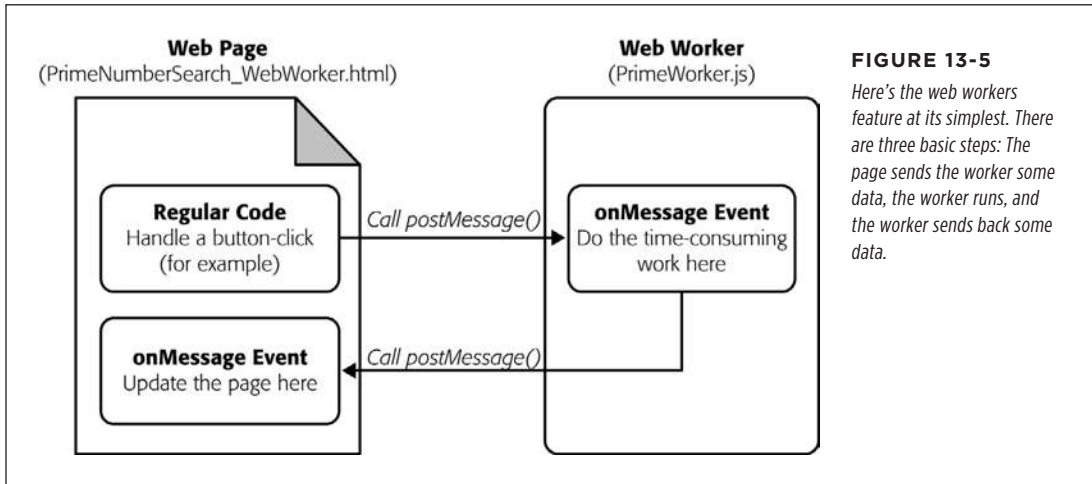 Web Page
(PrimeNumberSearch_WebWorker.html)
Regular Code
Handle a button-click
(for example)
onMessage Event
Update the page here
Call postMessage()
Call postMessage()
Web Worker
(PrimeWorker.js)
onMessage Event
Do the time-consuming
work here
FIGURE 13-5
Here's the web workers
feature at its simplest. There
are three basic steps: The
page sends the worker some
data, the worker runs, and
the worker sends back some
data.